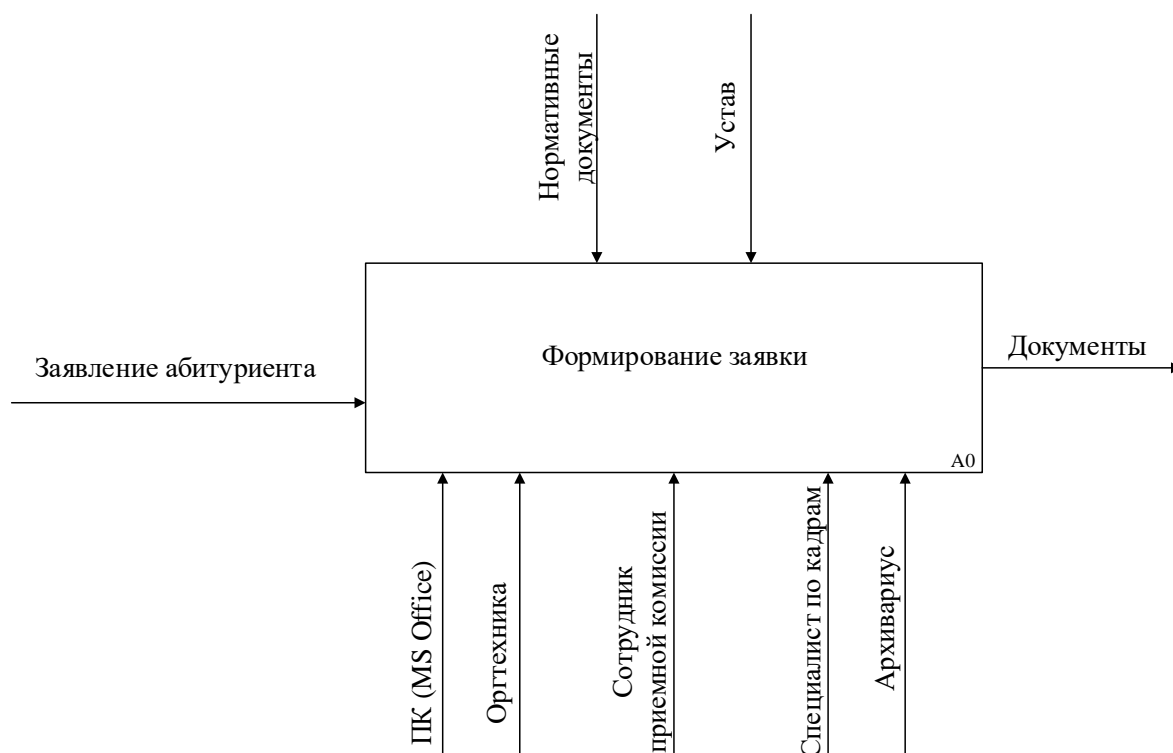 Нормативные
документы
Устав
Заявление абитуриента
Формирование заявки
Документы
A0
ПК (MS Office)
Оргтехника
Сотрудник
приемной комиссии
Специалист по кадрам
Архивариус